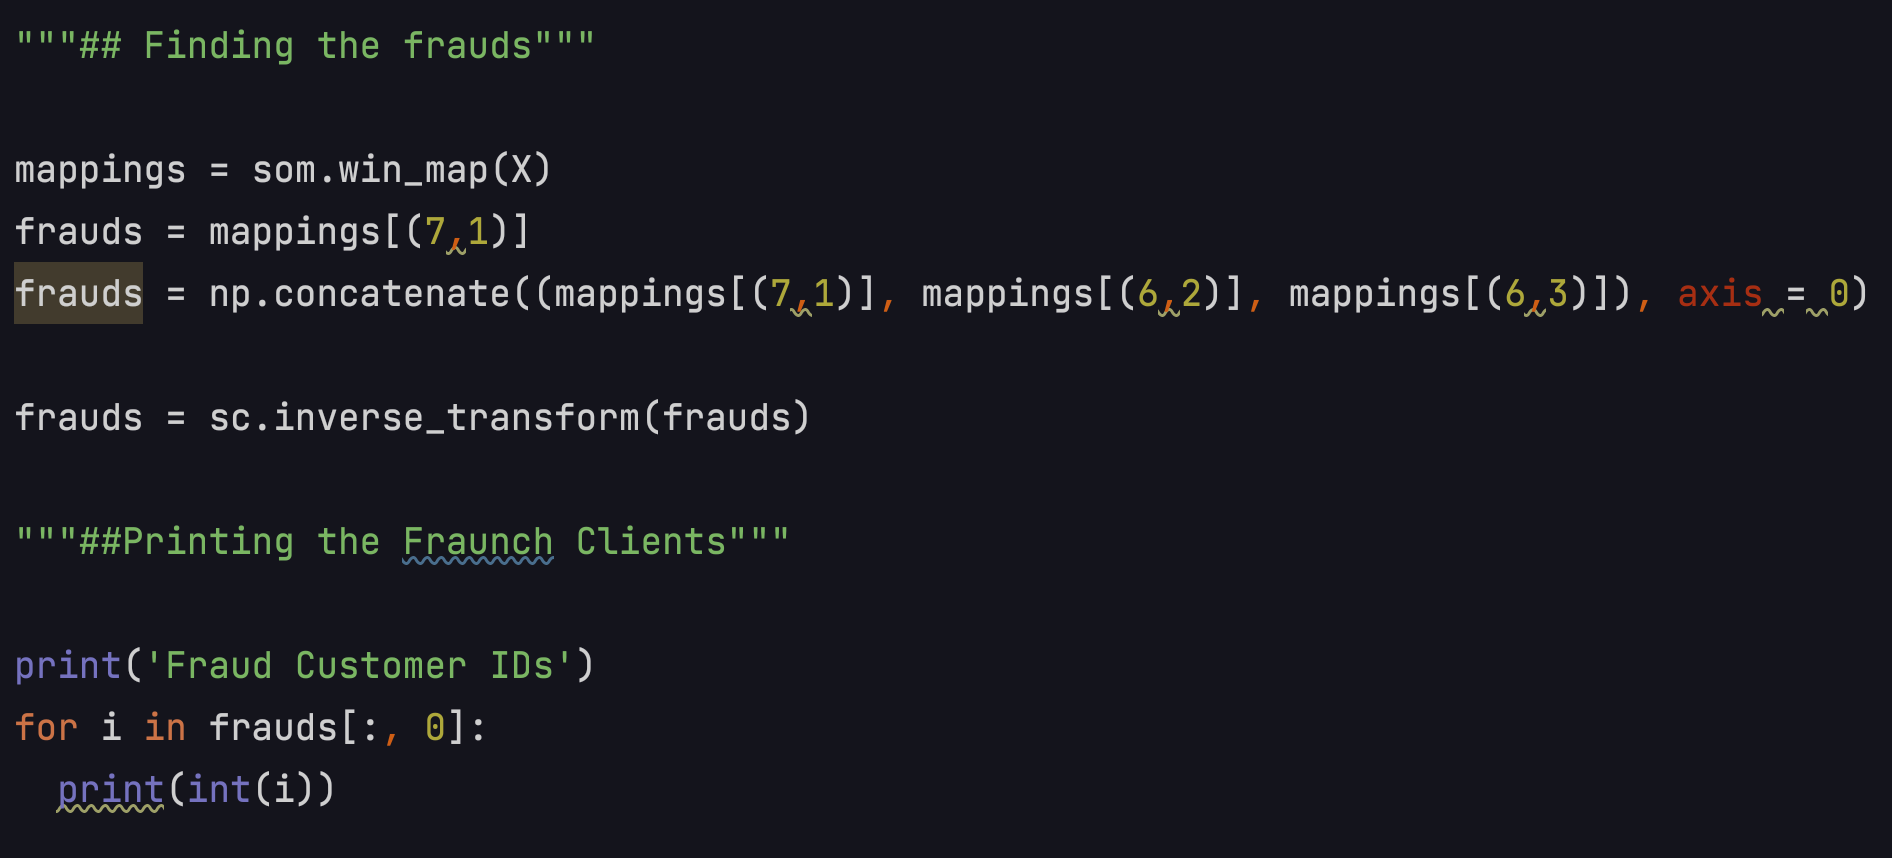 """## Finding the frauds"""
mappings = som.win_map(X)
frauds = mappings[(7,1)]
frauds = np.concatenate((mappings[(7,1)], mappings[(6,2)], mappings[(6,3)]), axis = 0)
frauds = sc.inverse_transform(frauds)
"""##Printing the Fraunch Clients"""
print('Fraud Customer IDs')
for i in frauds[:, 0]:
  print(int(i))